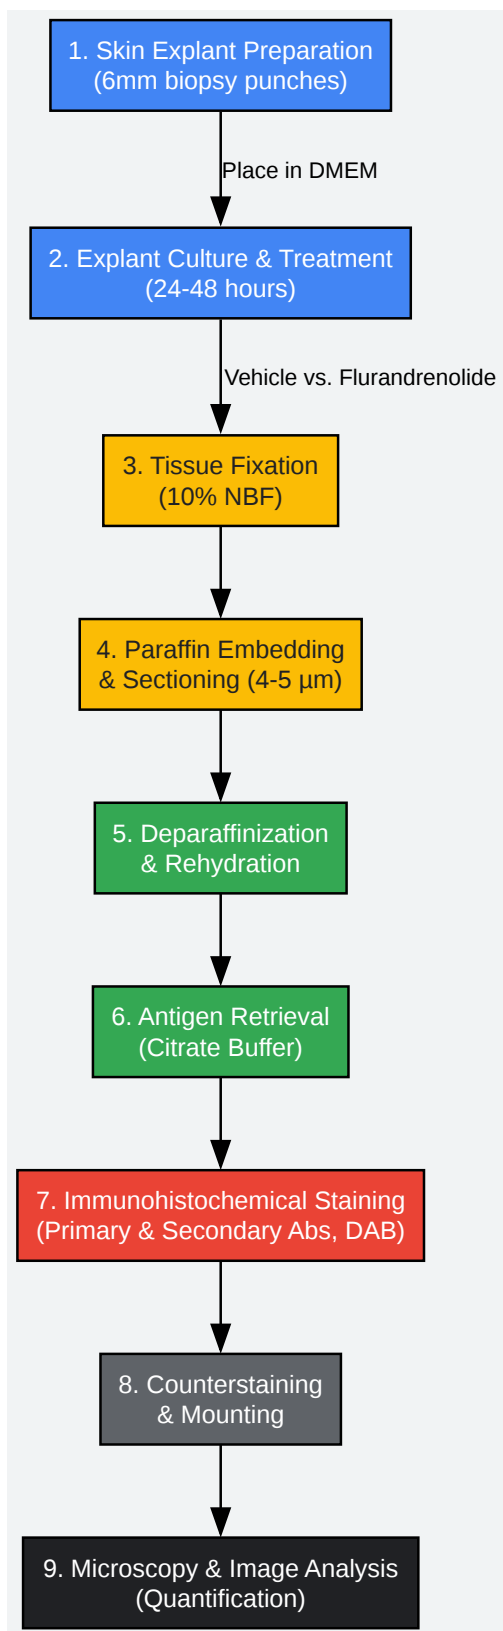 1. Skin Explant Preparation
(6mm biopsy punches)
Place in DMEM
2. Explant Culture & Treatment
(24-48 hours)
Vehicle vs. Flurandrenolide
3. Tissue Fixation
(10% NBF)
4. Paraffin Embedding
& Sectioning (4-5 µm)
5. Deparaffinization
& Rehydration
6. Antigen Retrieval
(Citrate Buffer)
7. Immunohistochemical Staining
(Primary & Secondary Abs, DAB)
8. Counterstaining
& Mounting
9. Microscopy & Image Analysis
(Quantification)